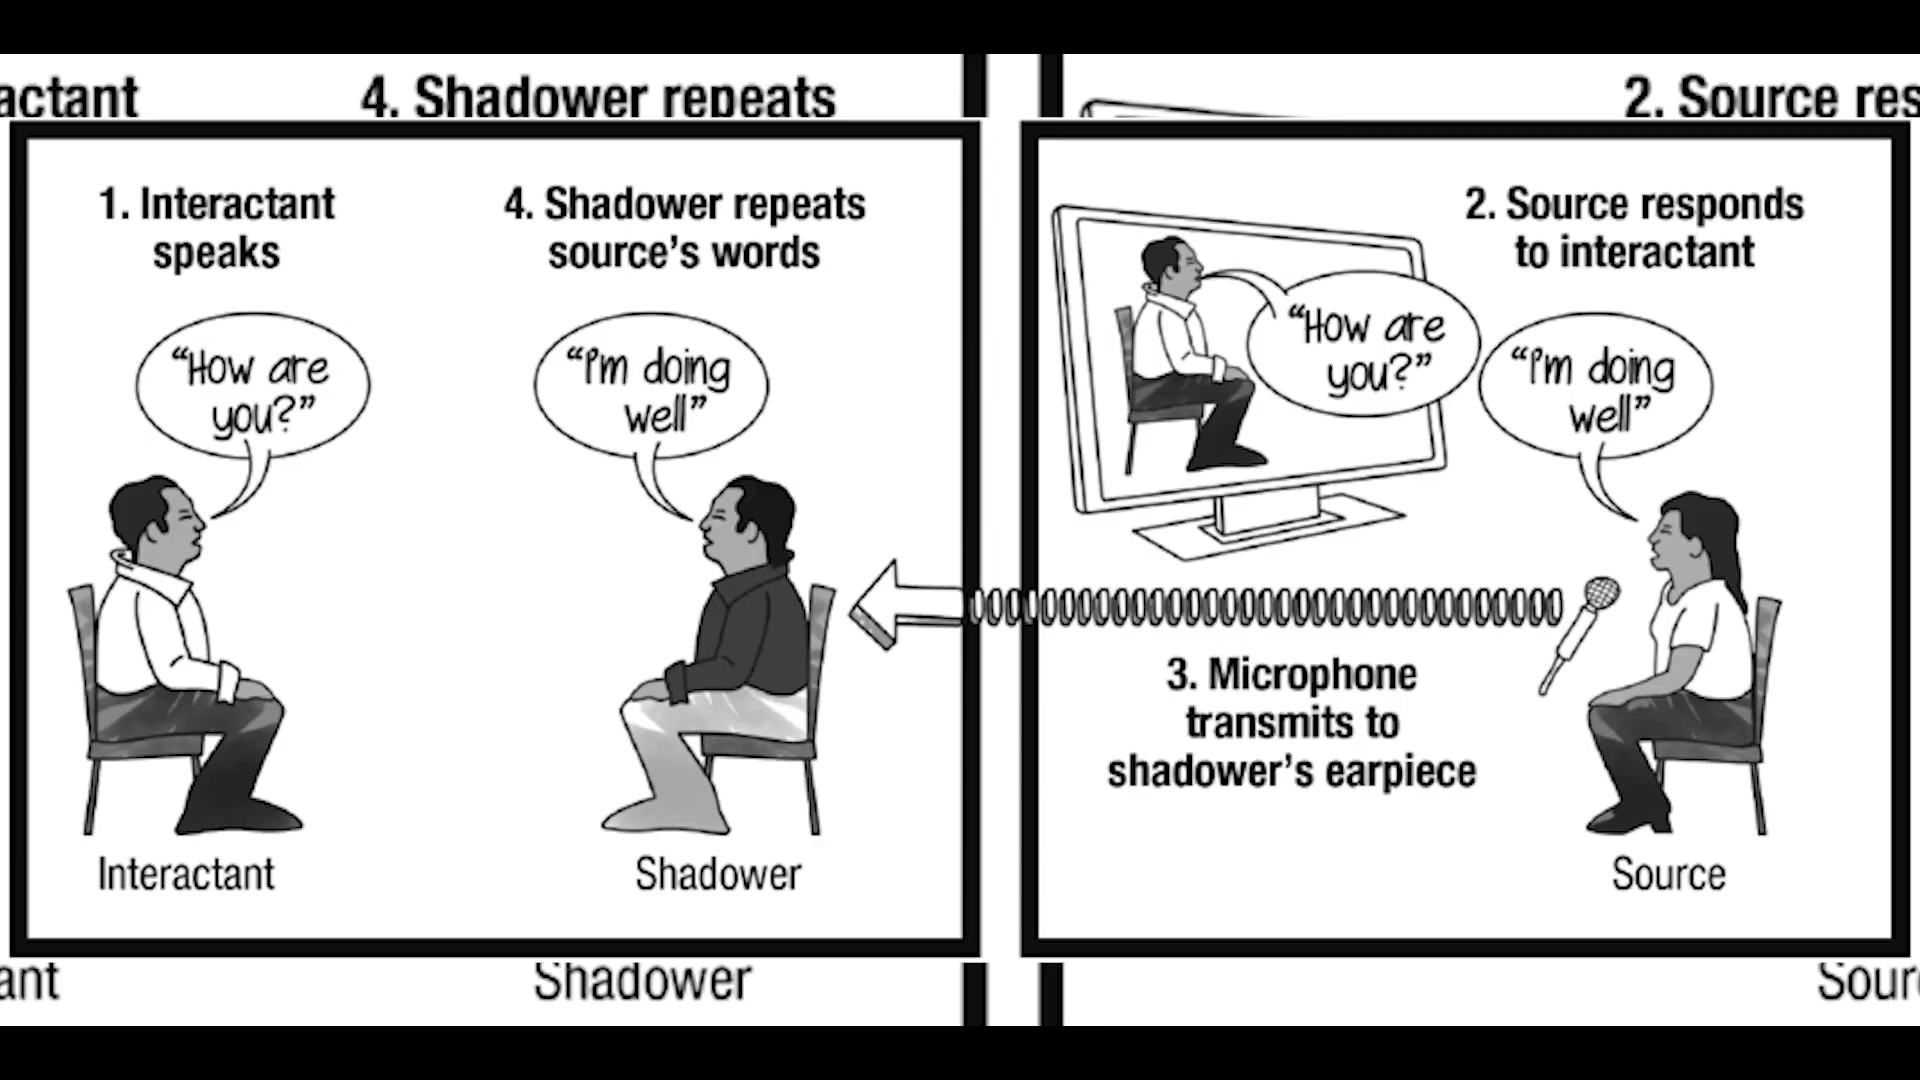 actant
4. Shadower repeats
2. Source res
1. Interactant
speaks
4. Shadower repeats
source's words
2. Source responds
to interactant
“How are
you?”
“I'm doing
well”
“How are
you?”
“I'm doing
well”
3. Microphone
transmits to
shadower's earpiece
Interactant
Shadower
Source
ant
Shadower
Sour